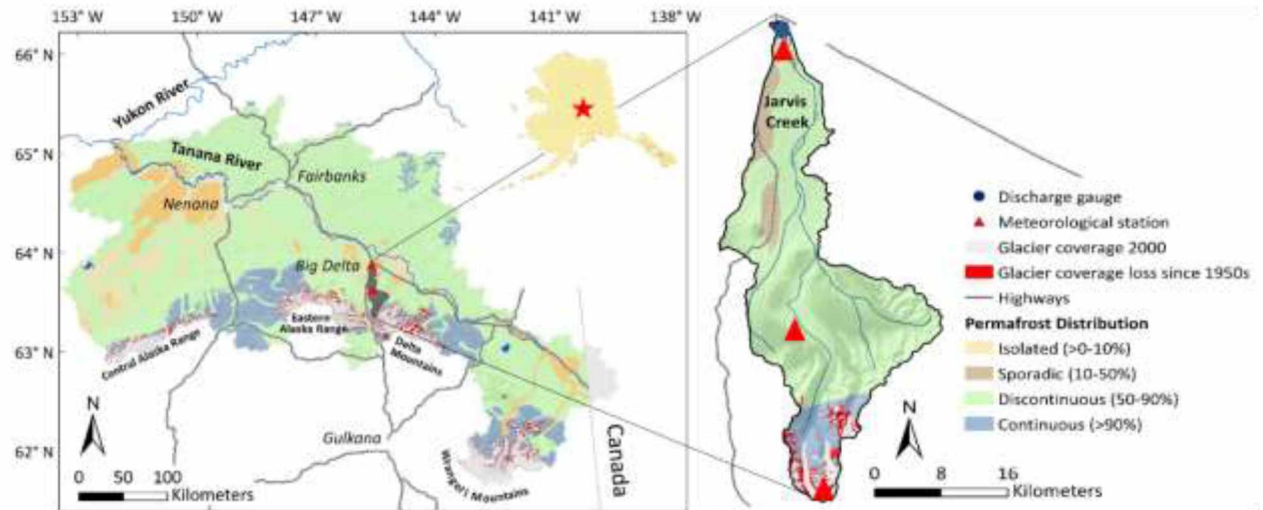 153° W 150° W 147° W 144° W 141° W 138° W
66° N
65° N
64° N
63° N
62° N
Yukon River
Tanana River
Fairbanks
Nenana
Big Delta
Eastern
Alaska Range
Central Alaska Range
Delta
Mountains
Gulkana
Wrangell Mountains
Canada
N
0 50 100
Kilometers
Jarvis
Creek
Discharge gauge
Meteorological station
Glacier coverage 2000
Glacier coverage loss since 1950s
Highways
Permafrost Distribution
Isolated (>0-10%)
Sporadic (10-50%)
Discontinuous (50-90%)
Continuous (>90%)
N
0 8 16
Kilometers